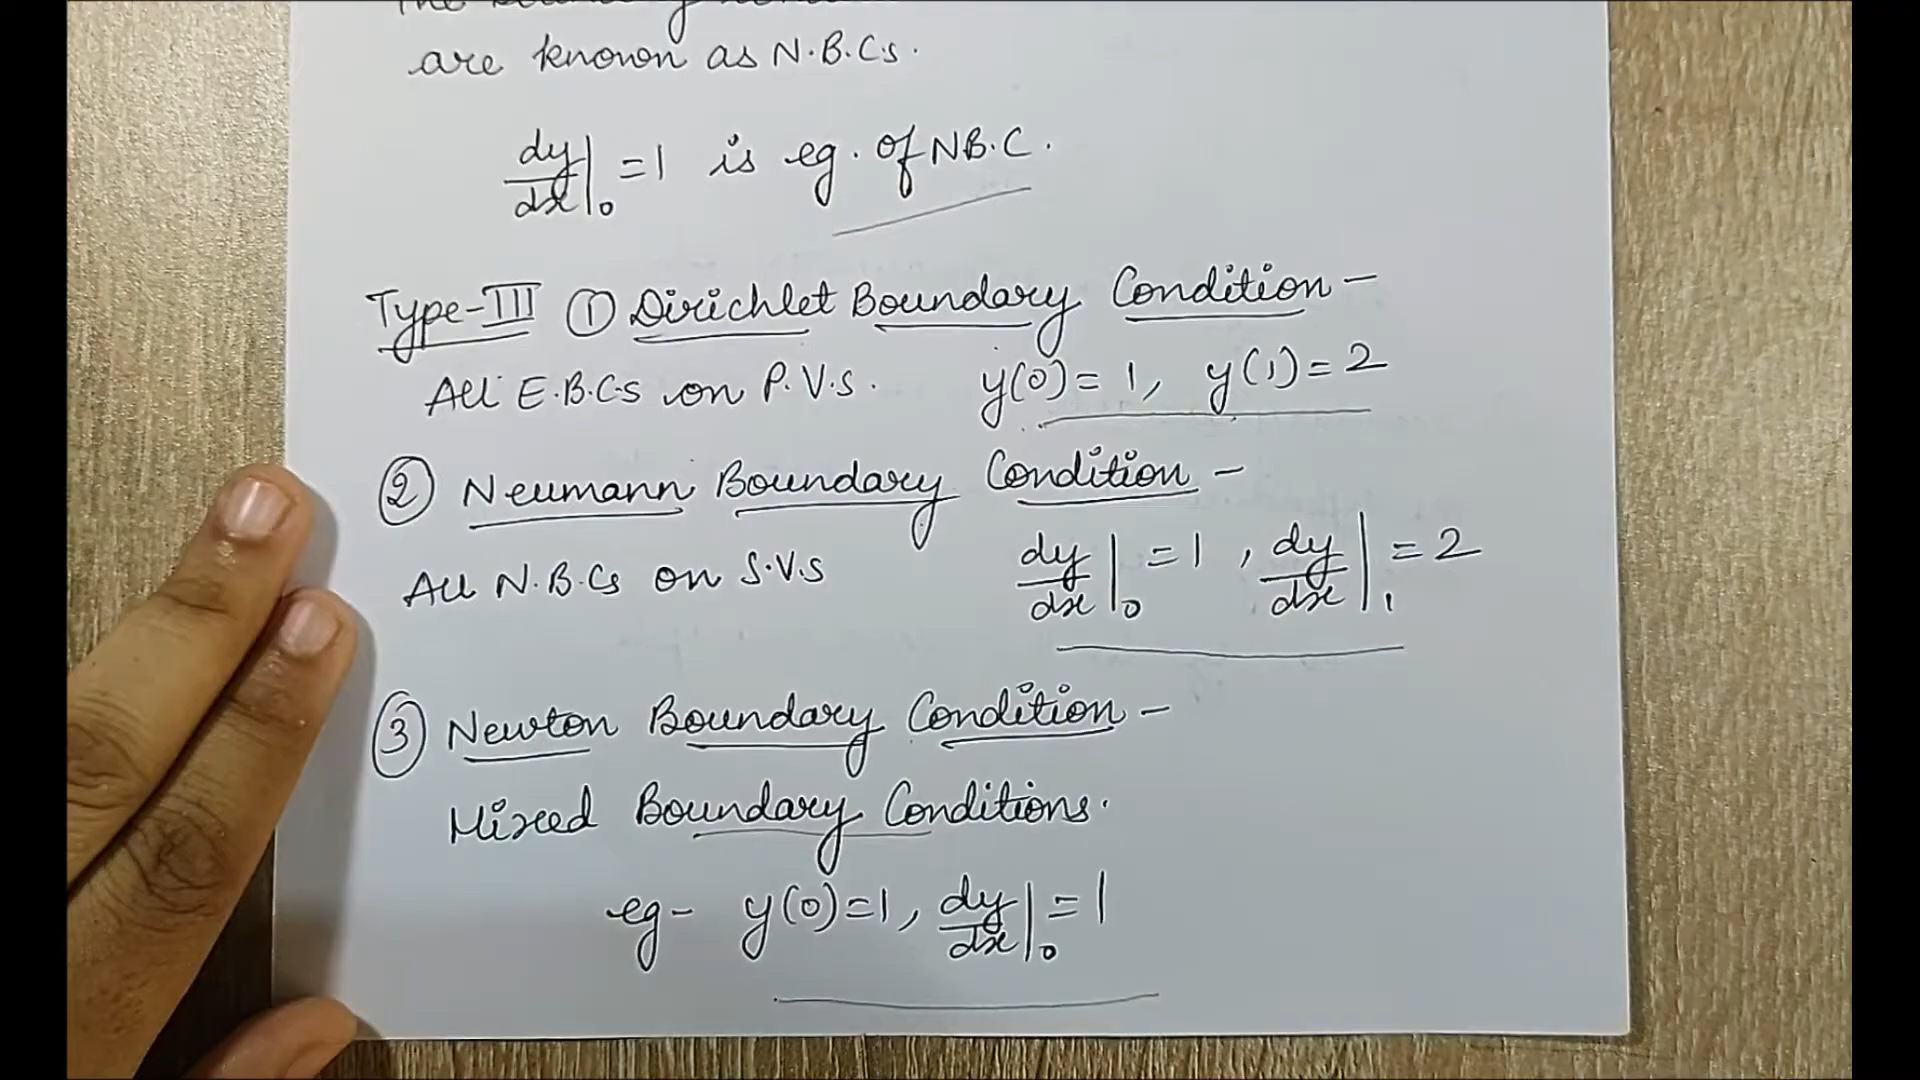 are known as N.B.Cs.
dy/dx|₀ = 1 is eg. of N.B.C.
Type-III ① Dirichlet Boundary Condition -
All E.B.Cs on P.V.s. y(0) = 1, y(1) = 2
② Neumann Boundary Condition -
All N.B.Cs on S.V.s dy/dx|₀ = 1, dy/dx|₁ = 2
③ Newton Boundary Condition -
Mixed Boundary Conditions.
eg - y(0) = 1, dy/dx|₀ = 1